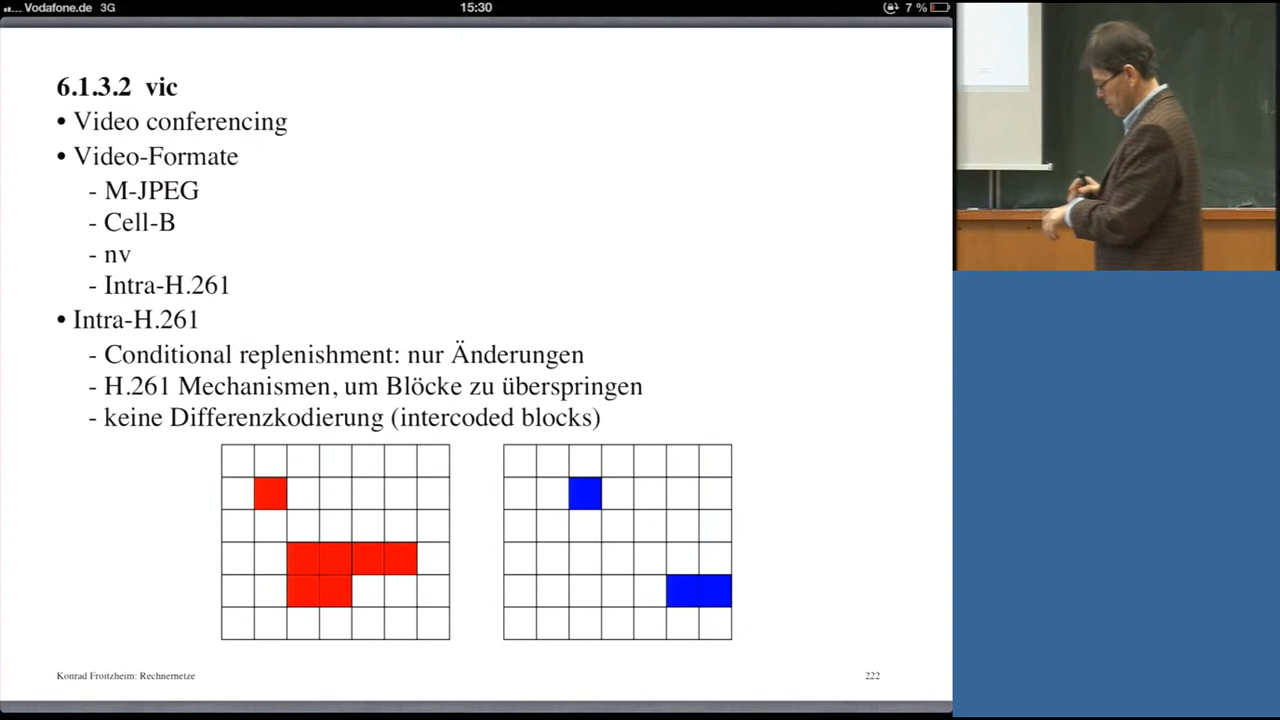 Vodafone.de 3G 15:30 7 %
6.1.3.2 vic
• Video conferencing
• Video-Formate
- M-JPEG
- Cell-B
- nv
- Intra-H.261
• Intra-H.261
- Conditional replenishment: nur Änderungen
- H.261 Mechanismen, um Blöcke zu überspringen
- keine Differenzkodierung (intercoded blocks)
Konrad Froitzheim: Rechnernetze 222